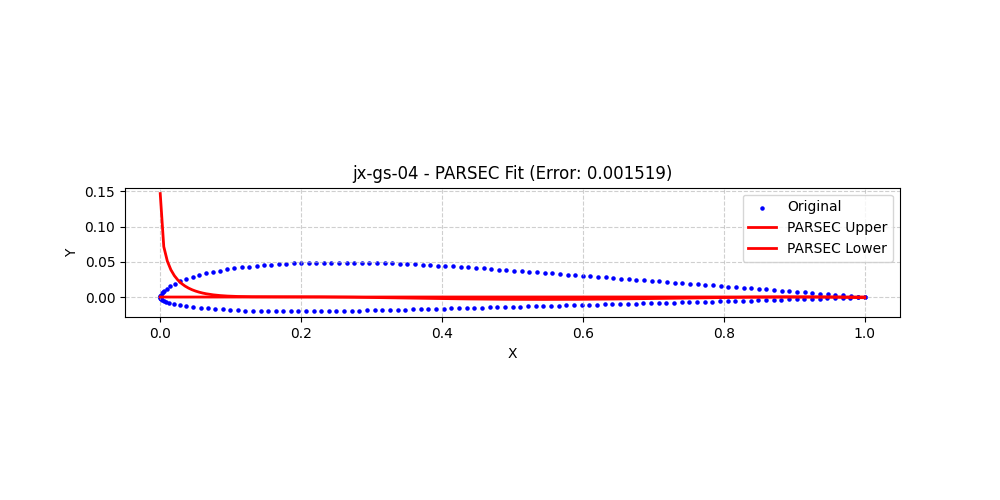 jx-gs-04 - PARSEC Fit (Error: 0.001519)
0.15
0.10
0.05
0.00
Y
Original
PARSEC Upper
PARSEC Lower
0.0 0.2 0.4 0.6 0.8 1.0
X